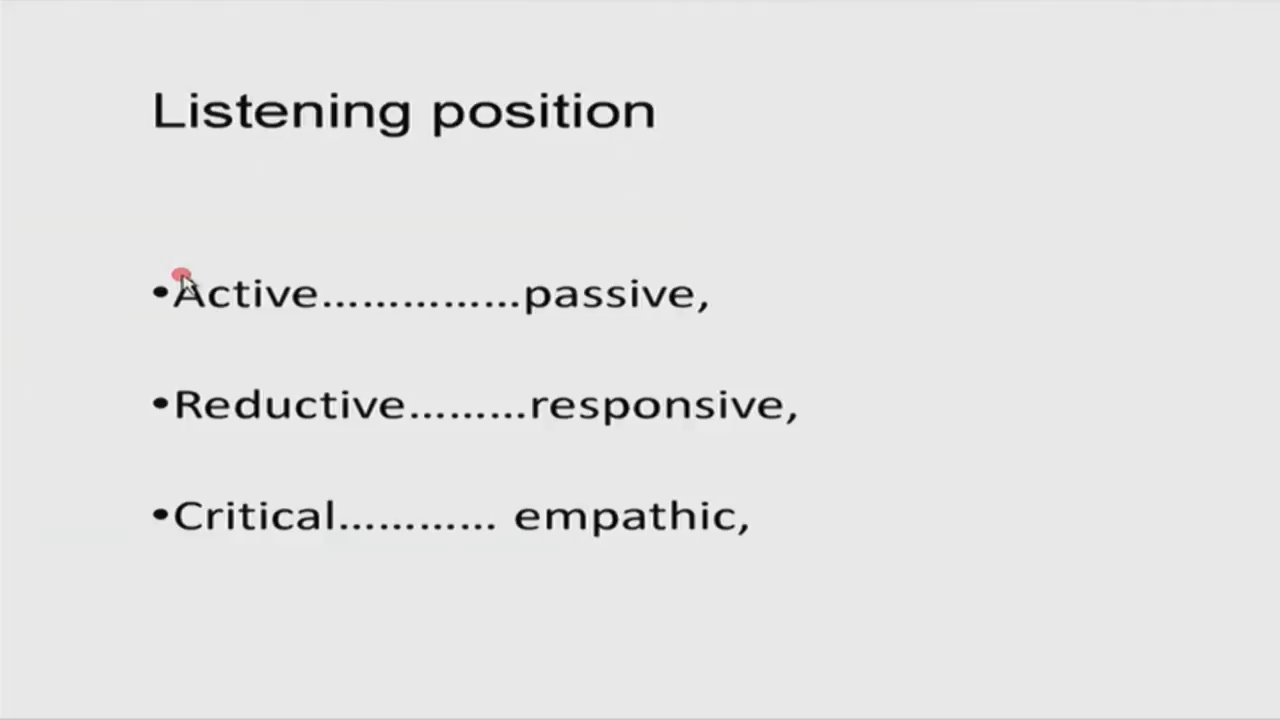 Listening position
•Active……………passive,
•Reductive………responsive,
•Critical………… empathic,